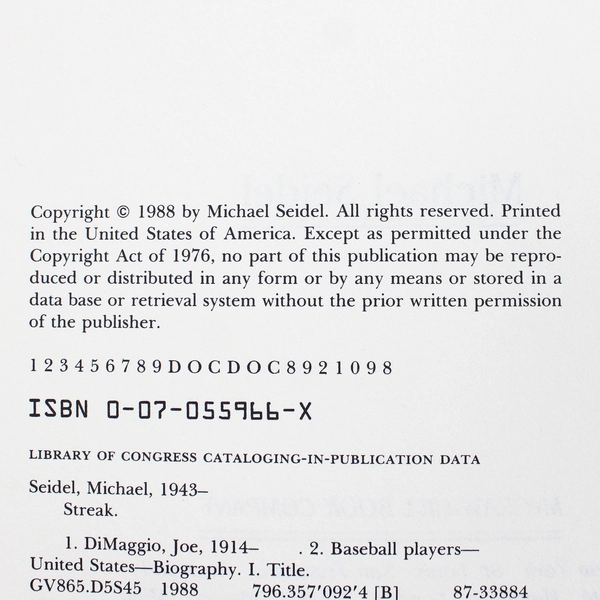 Copyright © 1988 by Michael Seidel. All rights reserved. Printed
in the United States of America. Except as permitted under the
Copyright Act of 1976, no part of this publication may be repro-
duced or distributed in any form or by any means or stored in a
data base or retrieval system without the prior written permission
of the publisher.
1 2 3 4 5 6 7 8 9 D O C D O C 8 9 2 1 0 9 8
ISBN 0-07-055966-X
LIBRARY OF CONGRESS CATALOGING-IN-PUBLICATION DATA
Seidel, Michael, 1943–
Streak.
1. DiMaggio, Joe, 1914– . 2. Baseball players—
United States—Biography. I. Title.
GV865.D5S45 1988 796.357′092′4 [B] 87-33884